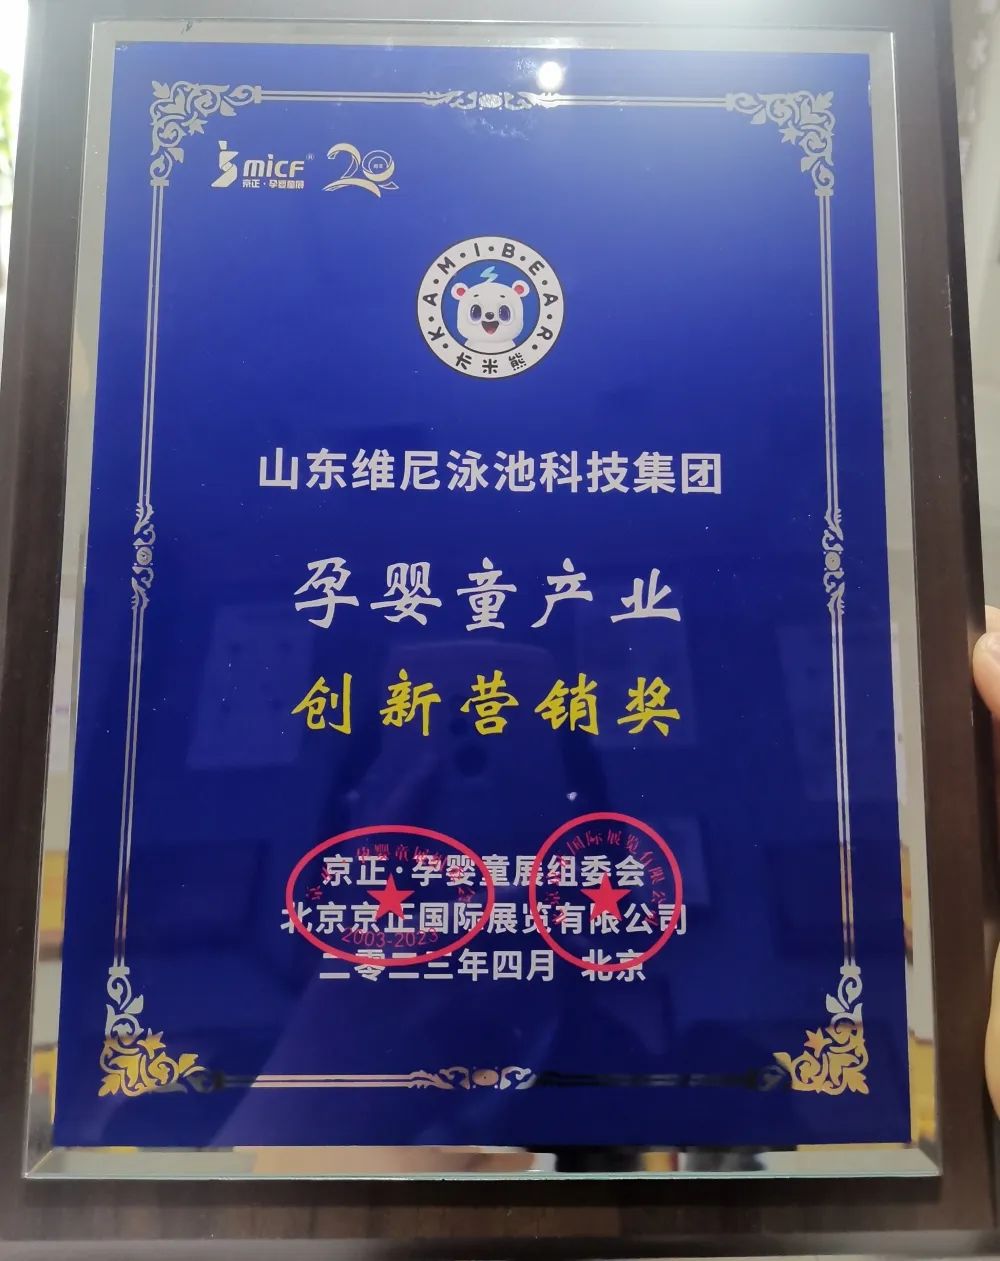 micF®
京正·孕婴童展
20
周年
KAMIBEAR
卡米熊
山东维尼泳池科技集团
孕婴童产业
创新营销奖
京正·孕婴童展组委会
北京京正国际展览有限公司
二零二三年四月 北京
2003-2023